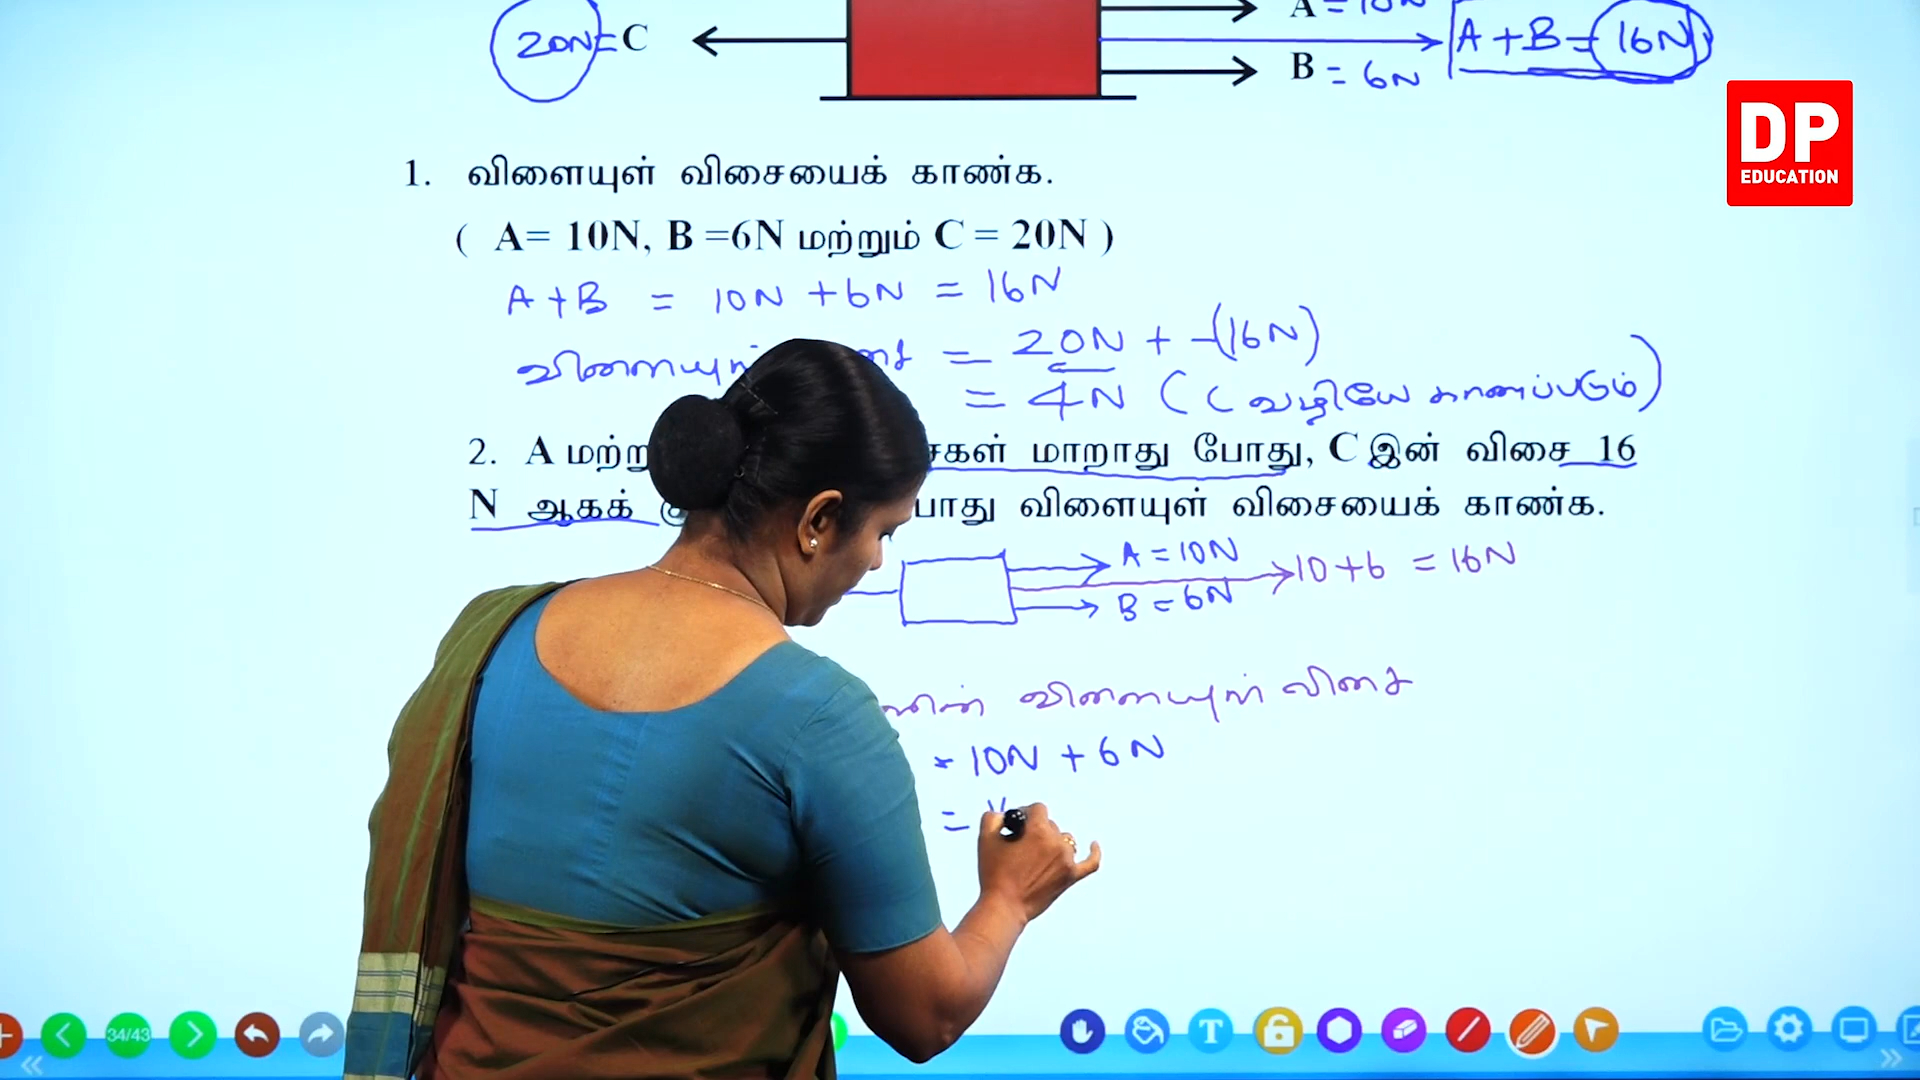 20N = C
A = 10N
A + B = 16N
B = 6N
DP
EDUCATION
1. விளையுள் விசையைக் காண்க.
( A= 10N, B =6N மற்றும் C = 20N )
A + B = 10N + 6N = 16N
விளையுள் = 20N + -(16N)
= 4N ( C வழியே காணப்படும் )
2. A மற்று மாறாது போது, C இன் விசை 16
N ஆகக் விளையுள் விசையைக் காண்க.
A = 10N
10 + 6 = 16N
B = 6N
விளையுள் விசை
= 10N + 6N
=
34/43
T